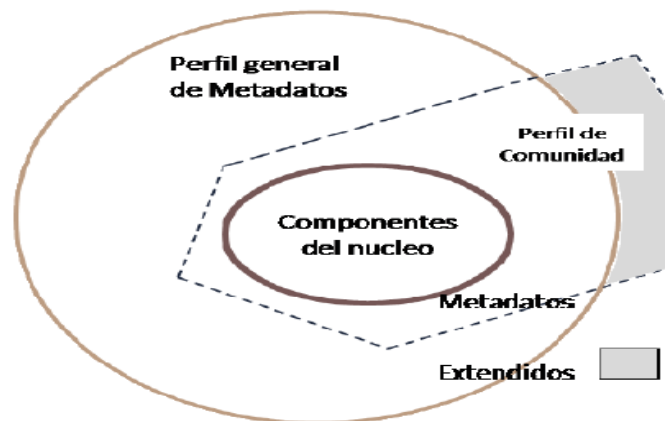 Perfil general
de Metadatos
Perfil de
Comunidad
Componentes
del nucleo
Metadatos
Extendidos